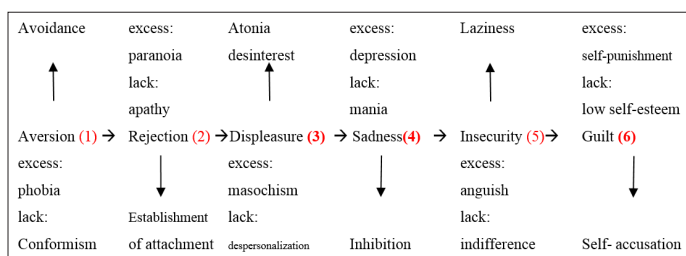 Avoidance excess: Atonia excess: Laziness excess:
paranoia desinterest depression self-punishment
lack: lack: lack:
apathy mania low self-esteem
Aversion (1) → Rejection (2) → Displeasure (3) → Sadness(4) → Insecurity (5) → Guilt (6)
excess: excess: excess:
phobia masochism anguish
lack: Establishment lack: lack:
Conformism of attachment despersonalization Inhibition indifference Self- accusation